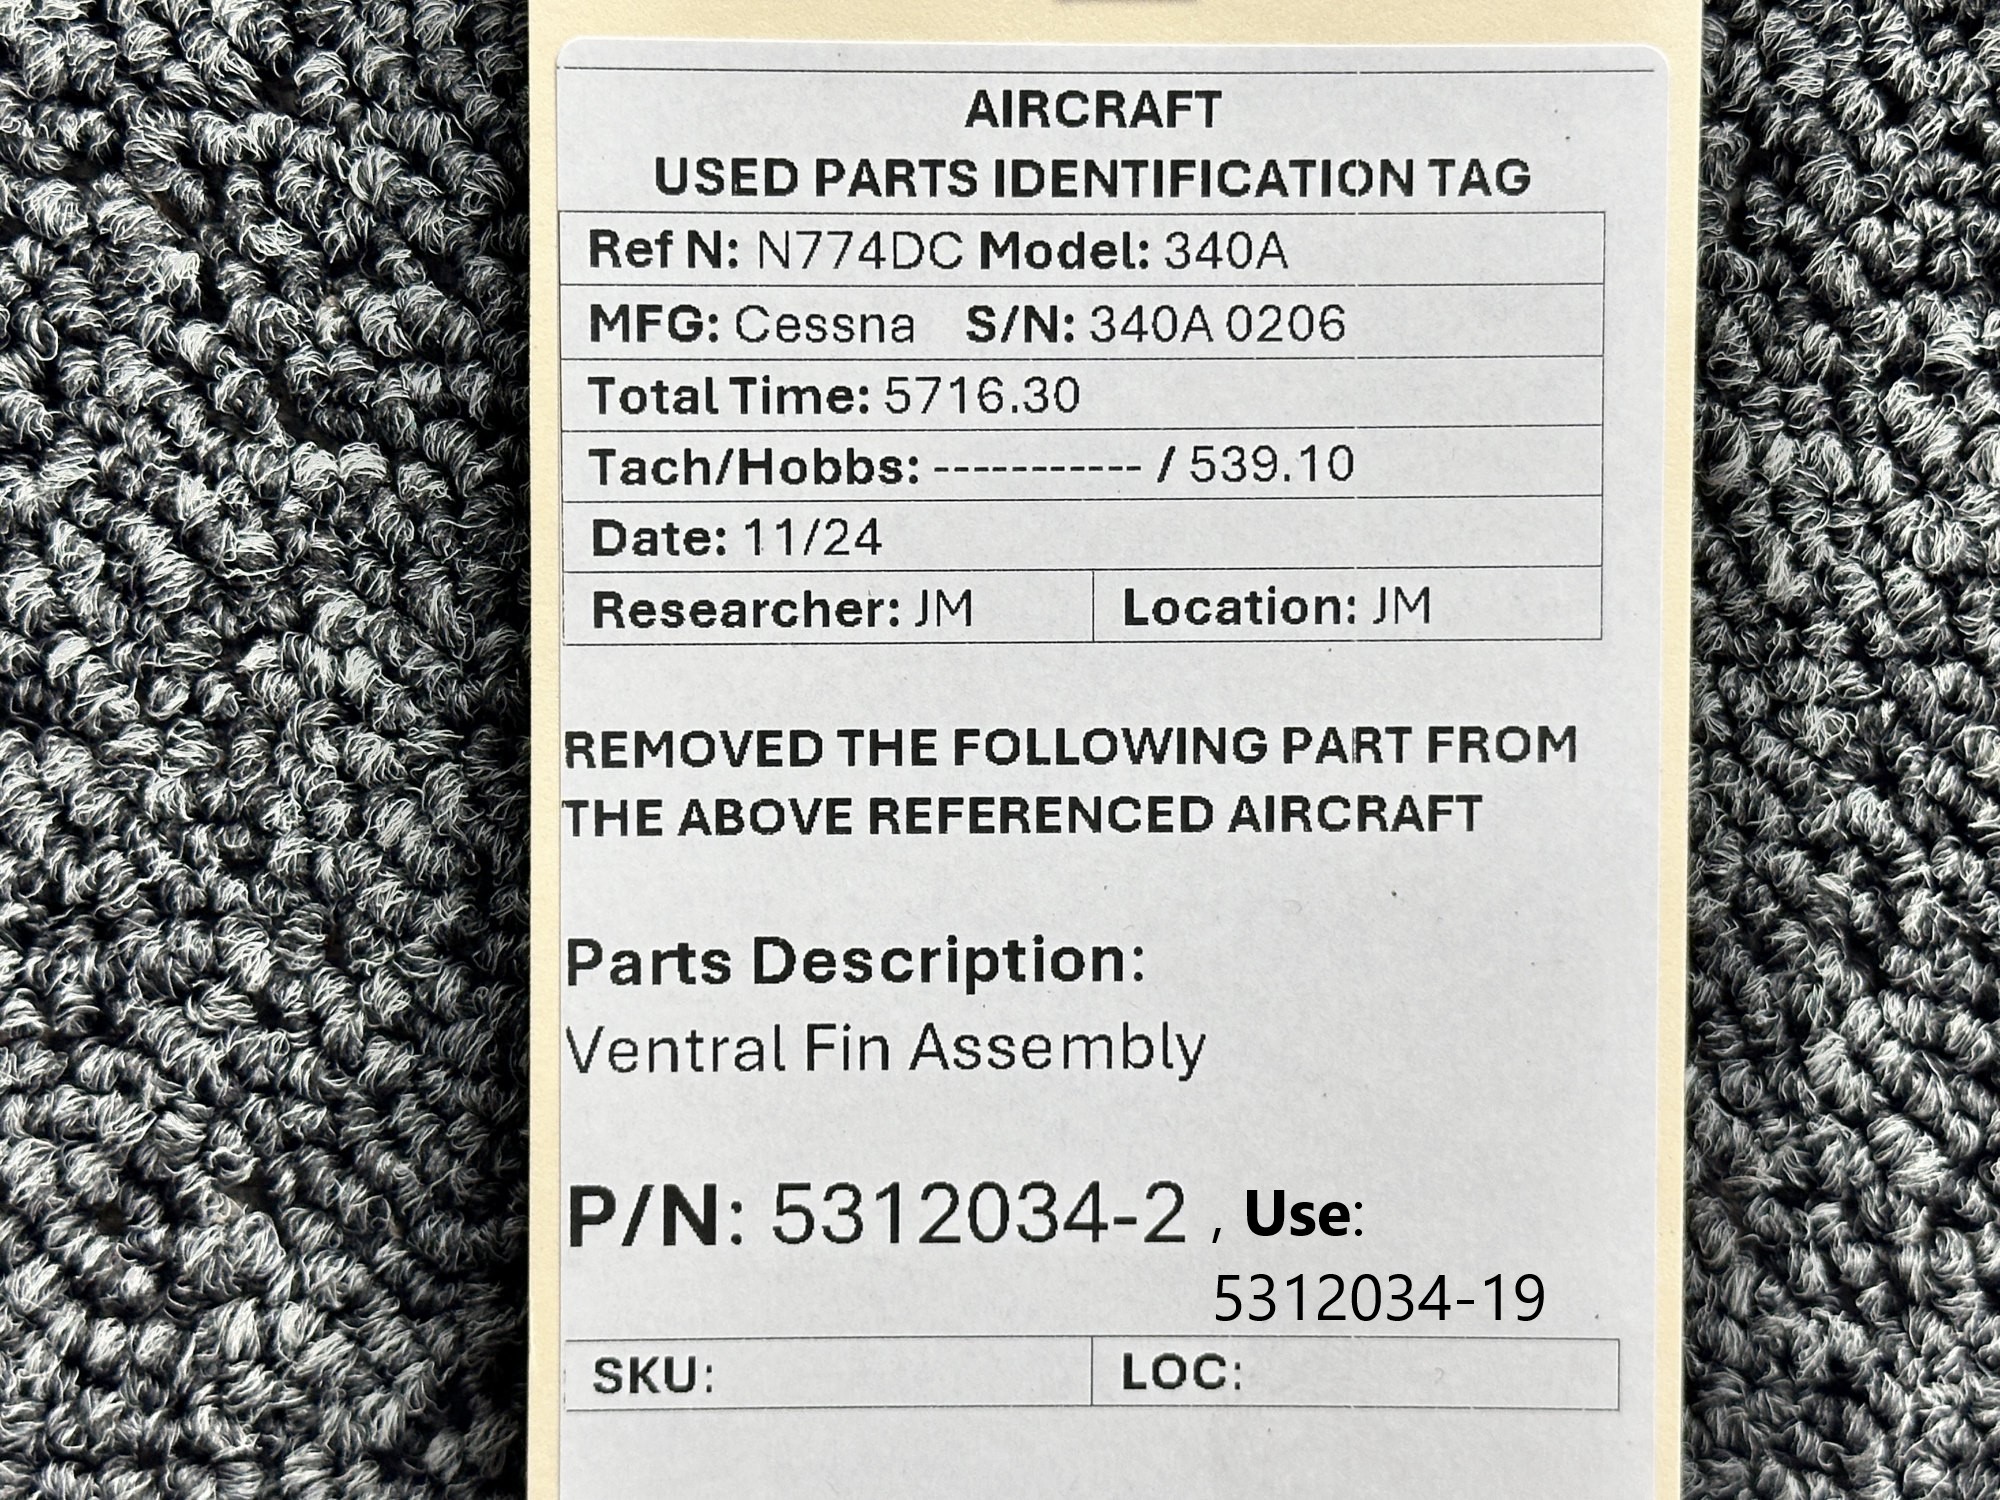 AIRCRAFT
USED PARTS IDENTIFICATION TAG
Ref N: N774DC Model: 340A
MFG: Cessna S/N: 340A 0206
Total Time: 5716.30
Tach/Hobbs: ----------- / 539.10
Date: 11/24
Researcher: JM Location: JM
REMOVED THE FOLLOWING PART FROM
THE ABOVE REFERENCED AIRCRAFT
Parts Description:
Ventral Fin Assembly
P/N: 5312034-2 , Use:
5312034-19
SKU: LOC: